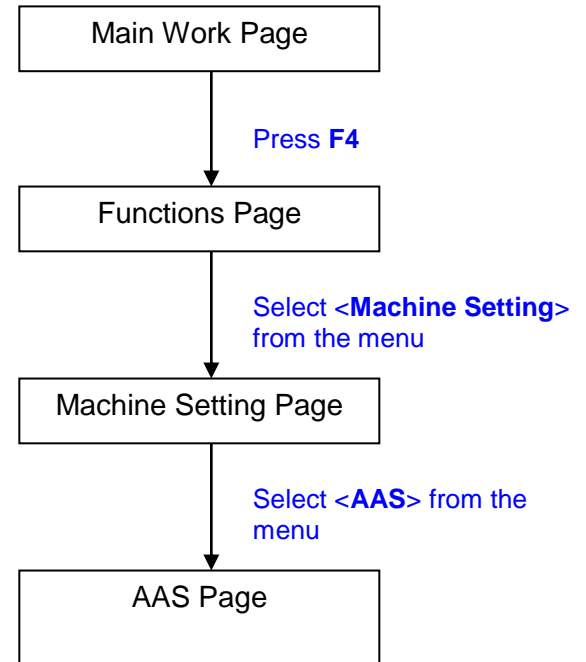 Main Work Page
Press F4
Functions Page
Select <Machine Setting>
from the menu
Machine Setting Page
Select <AAS> from the
menu
AAS Page